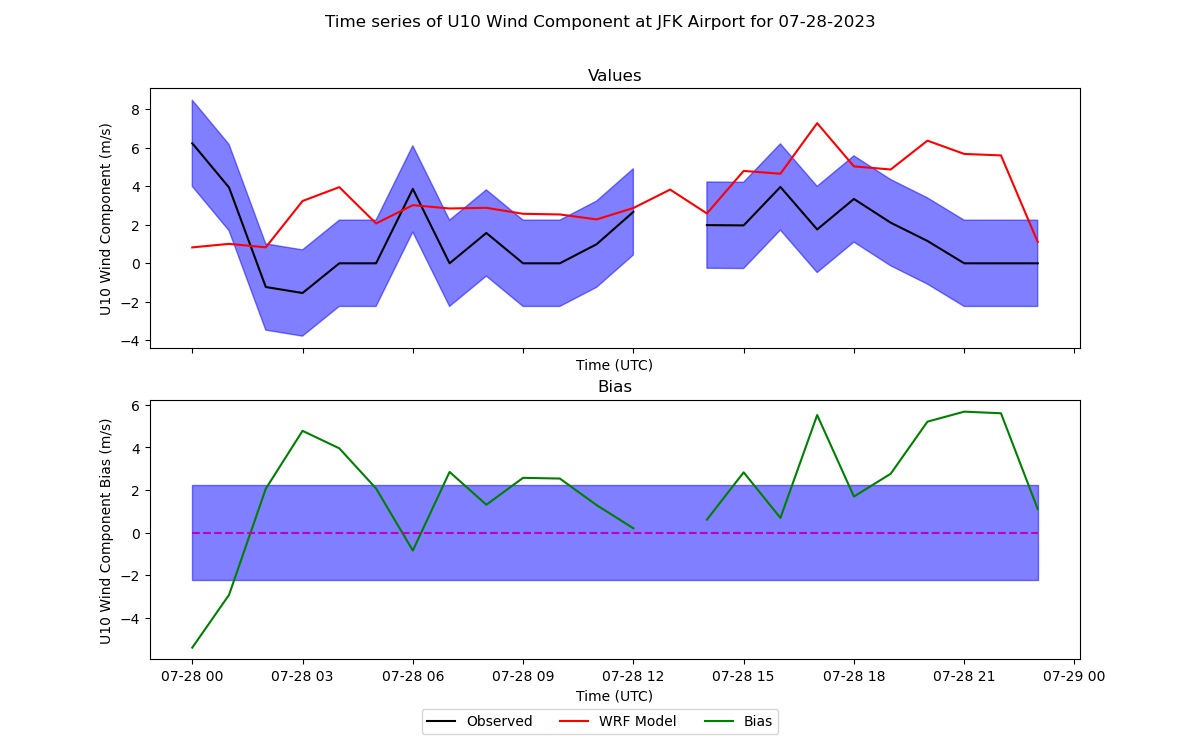 Time series of U10 Wind Component at JFK Airport for 07-28-2023
Values
U10 Wind Component (m/s)
8
6
4
2
0
−2
−4
Time (UTC)
Bias
U10 Wind Component Bias (m/s)
6
4
2
0
−2
−4
07-28 00 07-28 03 07-28 06 07-28 09 07-28 12 07-28 15 07-28 18 07-28 21 07-29 00
Time (UTC)
Observed WRF Model Bias